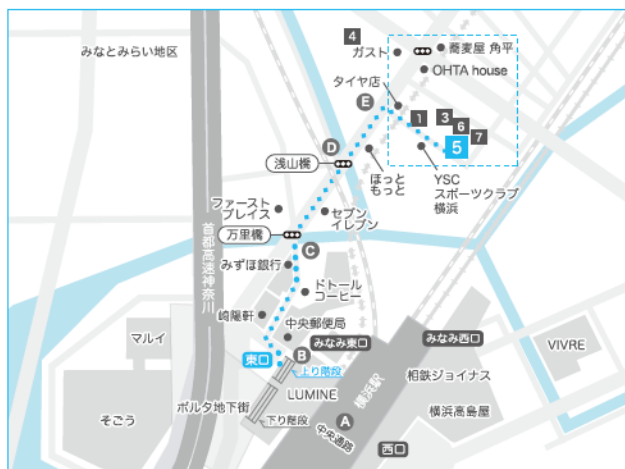 みなとみらい地区
4
ガスト
蕎麦屋 角平
OHTA house
タイヤ店
E
1
3
6
7
5
D
浅山橋
ほっと
もっと
YSC
スポーツクラブ
横浜
ファースト
プレイス
セブン
イレブン
万里橋
首都高速神奈川
C
みずほ銀行
ドトール
コーヒー
崎陽軒
中央郵便局
マルイ
東口
B
みなみ東口
上り階段
みなみ西口
VIVRE
相鉄ジョイナス
横浜駅
LUMINE
ポルタ地下街
そごう
下り階段
A
中央通路
横浜高島屋
西口